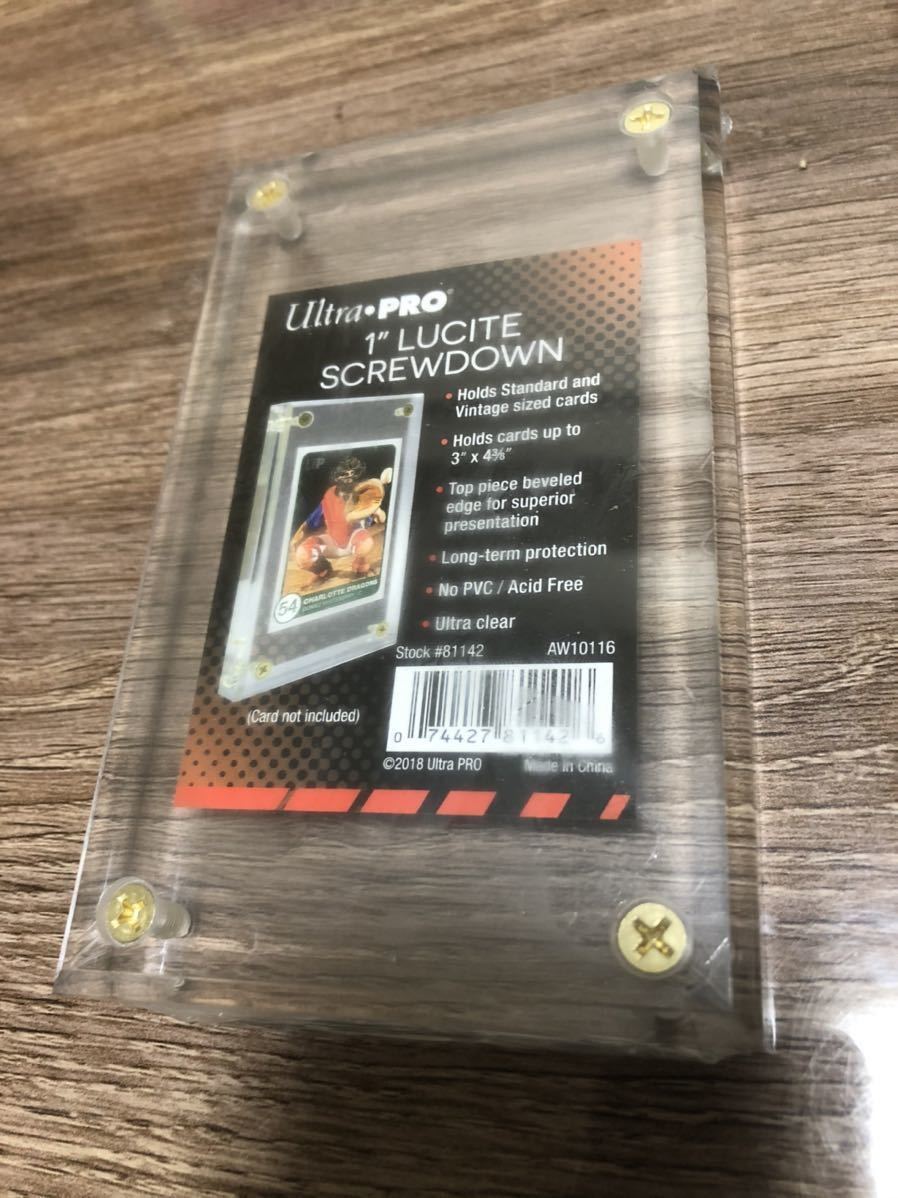 Ultra•PRO®
1" LUCITE
SCREWDOWN
• Holds Standard and
Vintage sized cards
• Holds cards up to
3" x 4⅜"
• Top piece beveled
edge for superior
presentation
• Long-term protection
• No PVC / Acid Free
• Ultra clear
54 CHARLOTTE DRAGONS
Stock #81142 AW10116
(Card not included)
0 74427 81142 6
©2018 Ultra PRO Made in China